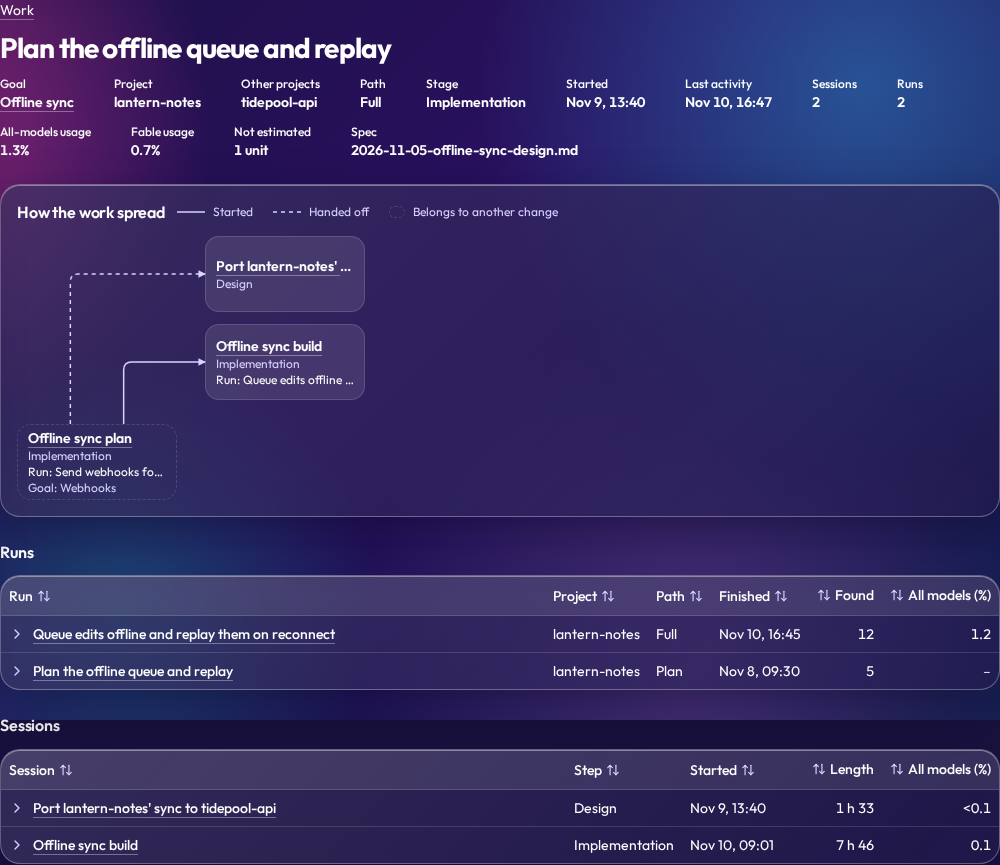 Work
Plan the offline queue and replay
Goal Project Other projects Path Stage Started Last activity Sessions Runs
Offline sync lantern-notes tidepool-api Full Implementation Nov 9, 13:40 Nov 10, 16:47 2 2
All-models usage Fable usage Not estimated Spec
1.3% 0.7% 1 unit 2026-11-05-offline-sync-design.md
How the work spread Started Handed off Belongs to another change
Port lantern-notes' ...
Design
Offline sync build
Implementation
Run: Queue edits offline ...
Offline sync plan
Implementation
Run: Send webhooks fo...
Goal: Webhooks
Runs
Run Project Path Finished Found All models (%)
Queue edits offline and replay them on reconnect lantern-notes Full Nov 10, 16:45 12 1.2
Plan the offline queue and replay lantern-notes Plan Nov 8, 09:30 5 –
Sessions
Session Step Started Length All models (%)
Port lantern-notes' sync to tidepool-api Design Nov 9, 13:40 1 h 33 <0.1
Offline sync build Implementation Nov 10, 09:01 7 h 46 0.1